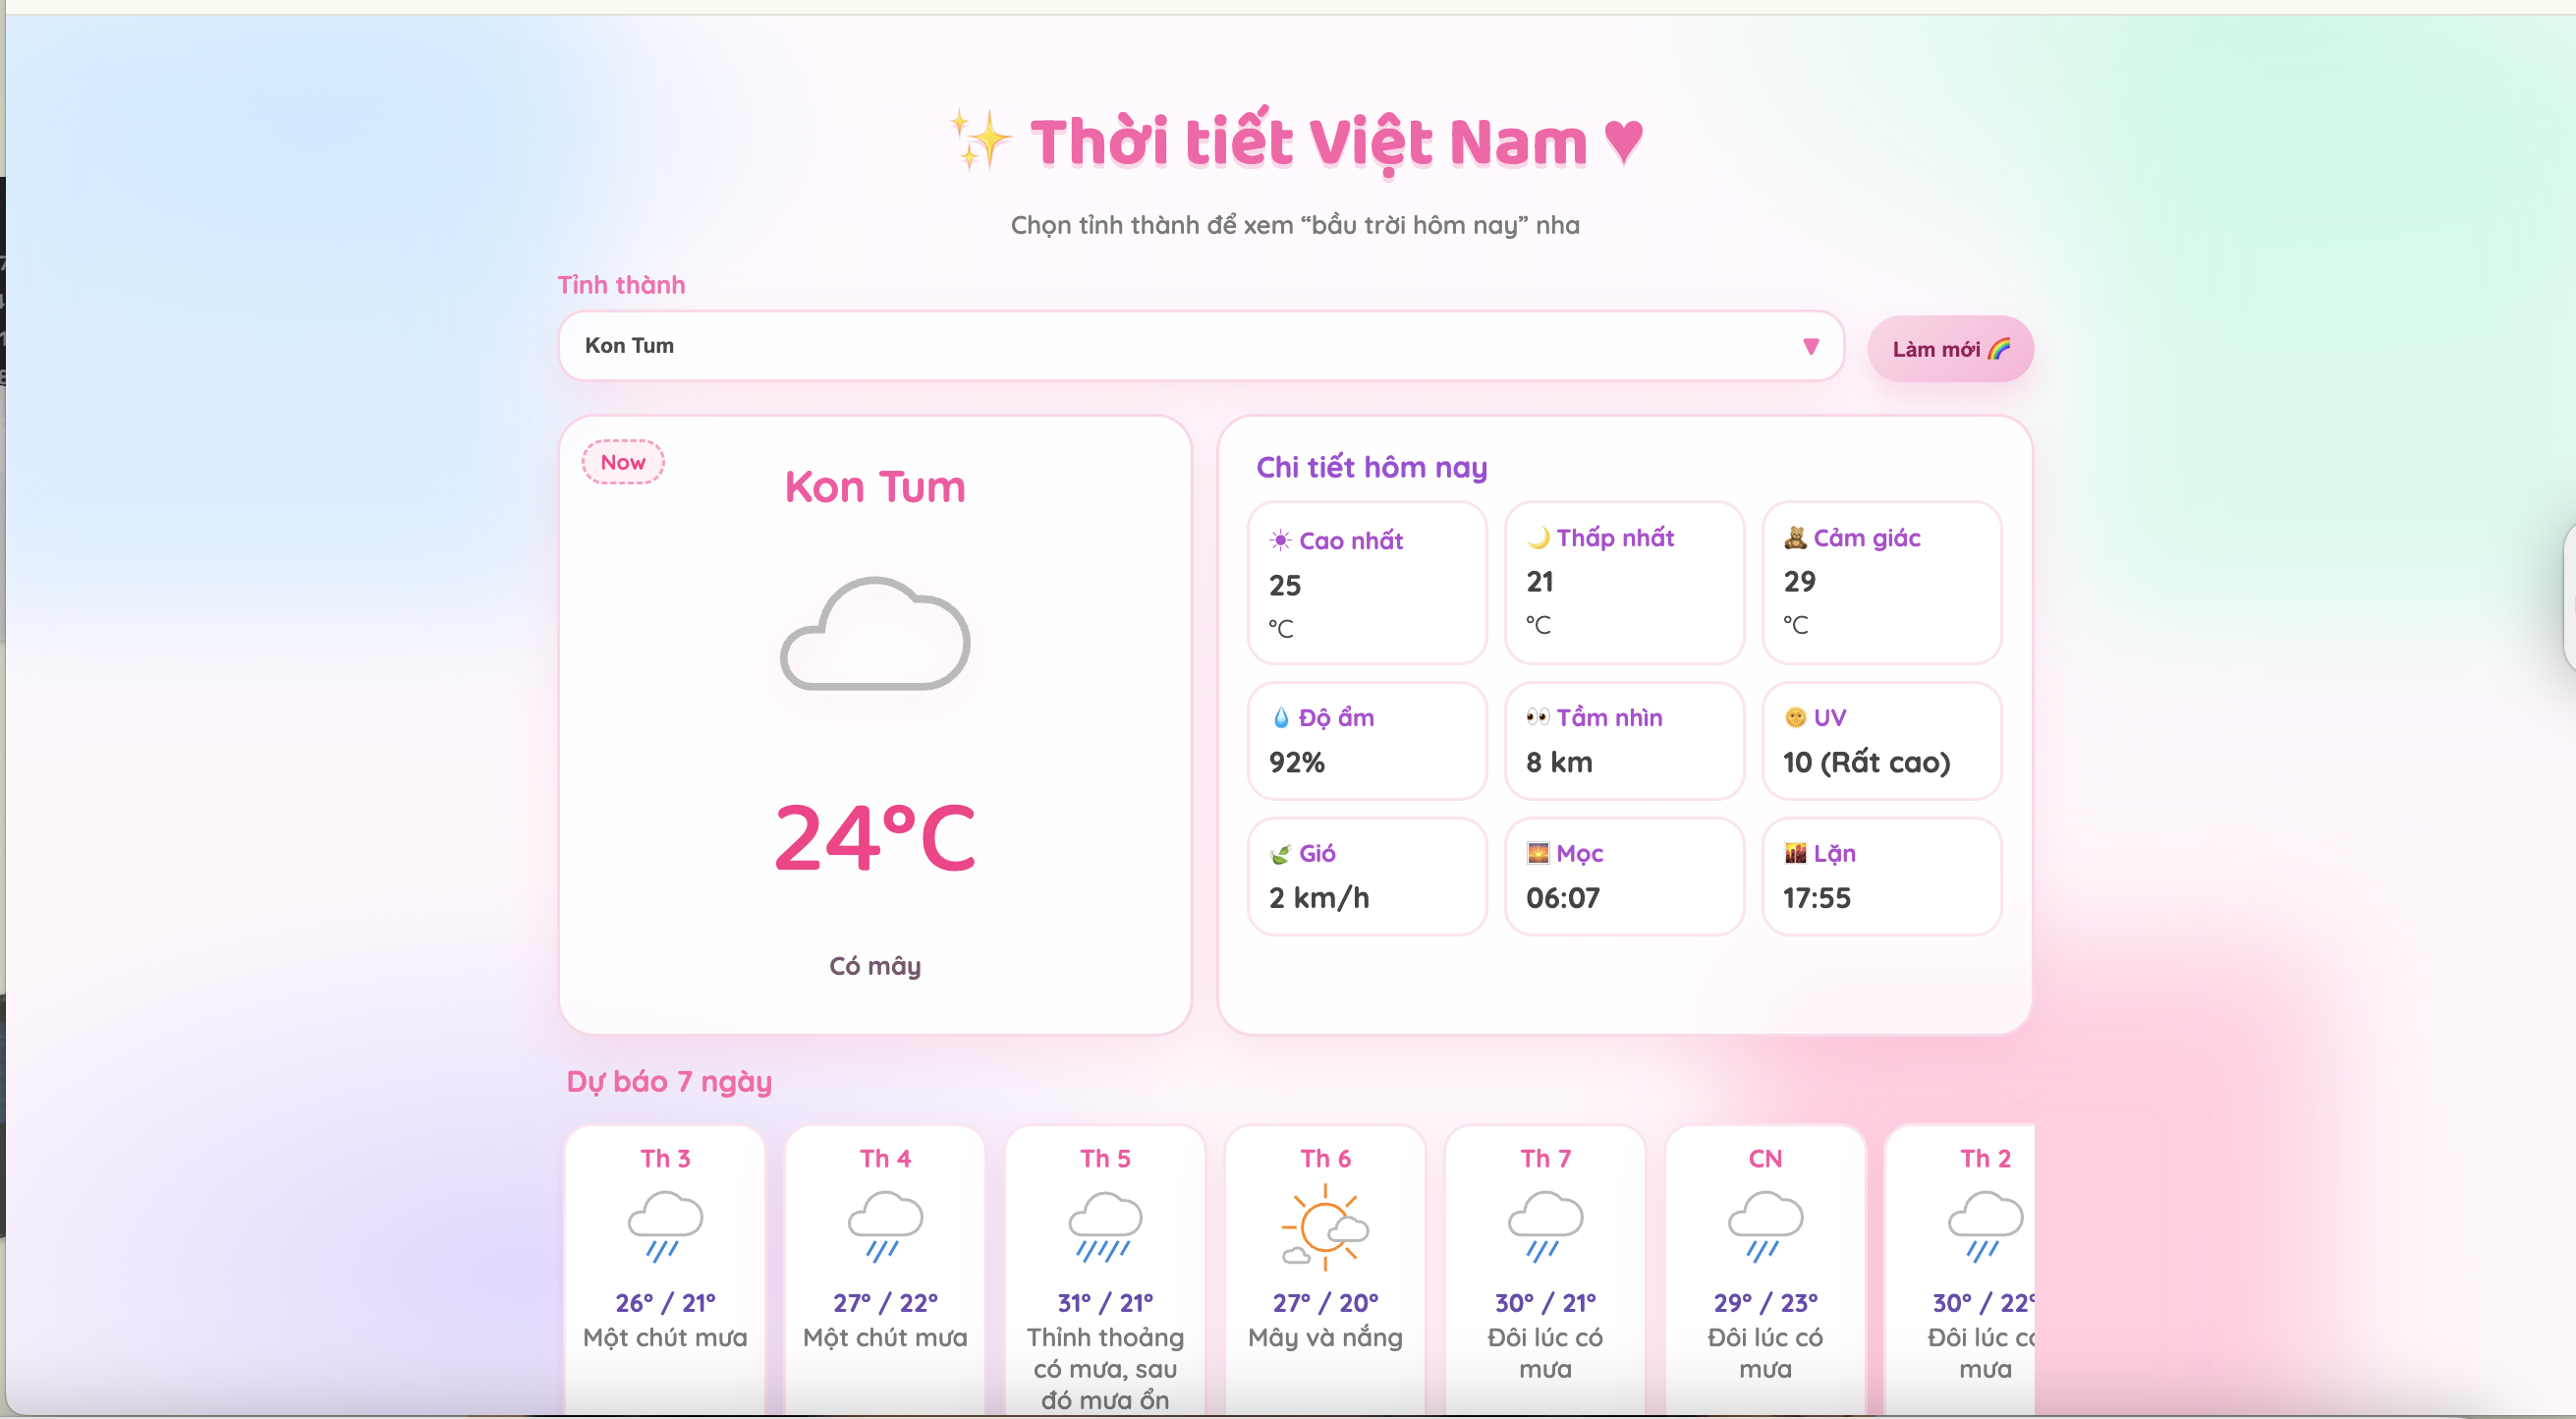 ✨ Thời tiết Việt Nam ♥
Chọn tỉnh thành để xem “bầu trời hôm nay” nha
Tỉnh thành
Kon Tum ▼
Làm mới 🌈
Now
Kon Tum
24°C
Có mây
Chi tiết hôm nay
☀ Cao nhất
25
°C
🌙 Thấp nhất
21
°C
🧸 Cảm giác
29
°C
💧 Độ ẩm
92%
👀 Tầm nhìn
8 km
🌞 UV
10 (Rất cao)
🍃 Gió
2 km/h
🌅 Mọc
06:07
🌇 Lặn
17:55
Dự báo 7 ngày
Th 3
26° / 21°
Một chút mưa
Th 4
27° / 22°
Một chút mưa
Th 5
31° / 21°
Thỉnh thoảng
có mưa, sau
đó mưa ổn
Th 6
27° / 20°
Mây và nắng
Th 7
30° / 21°
Đôi lúc có
mưa
CN
29° / 23°
Đôi lúc có
mưa
Th 2
30° / 22°
Đôi lúc có
mưa